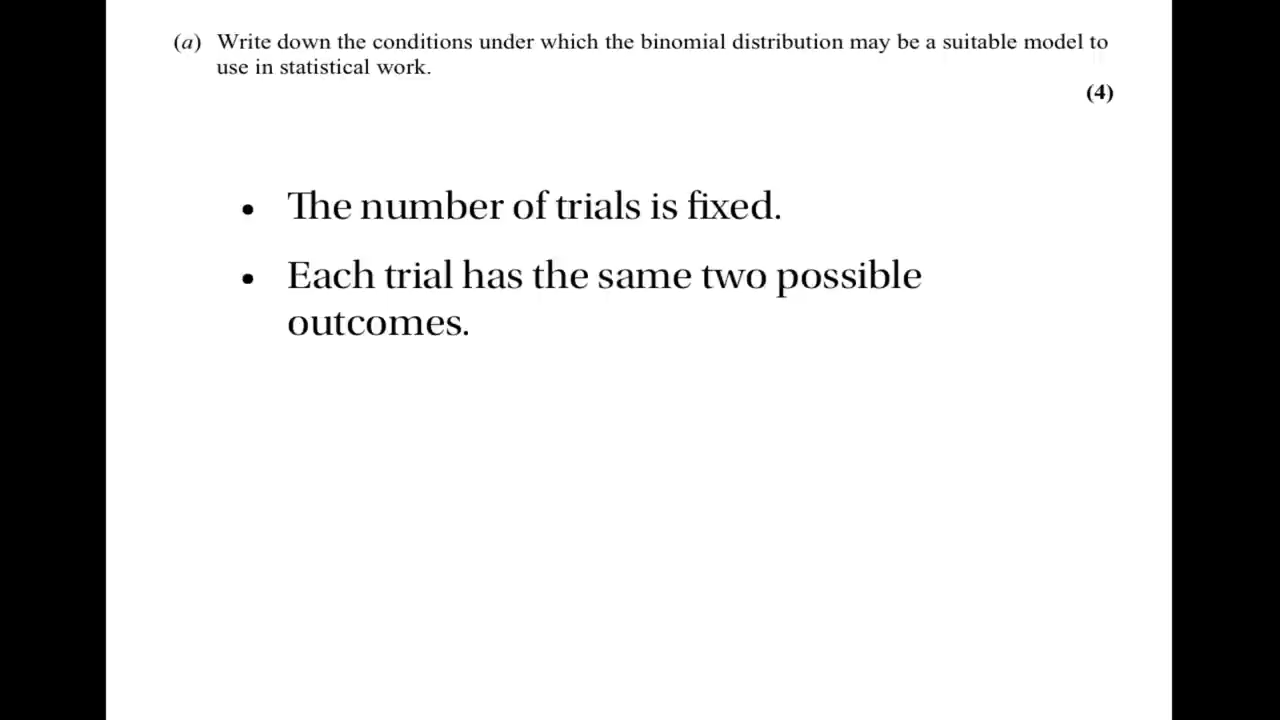 (a) Write down the conditions under which the binomial distribution may be a suitable model to
use in statistical work.
(4)
• The number of trials is fixed.
• Each trial has the same two possible
outcomes.